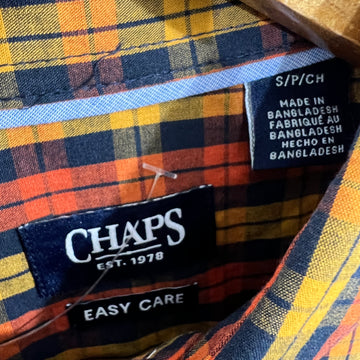 S/P/CH
MADE IN
BANGLADESH
FABRIQUÉ AU
BANGLADESH
HECHO EN
BANGLADESH
CHAPS
EST. 1978
EASY CARE